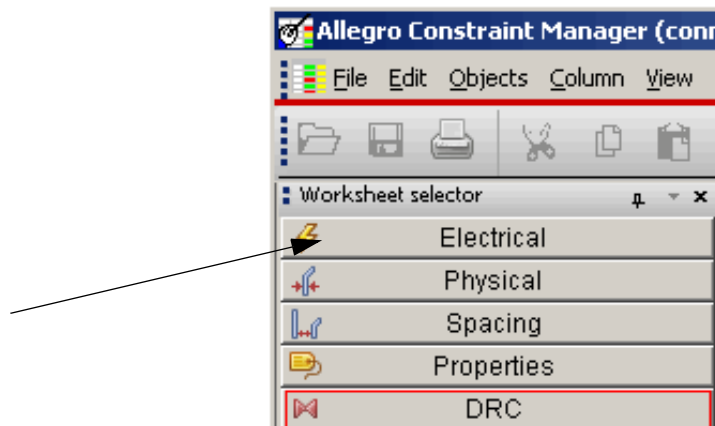 Allegro Constraint Manager (conn
File Edit Objects Column View
Worksheet selector
Electrical
Physical
Spacing
Properties
DRC